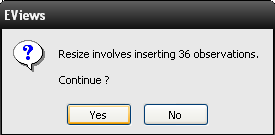 EViews
Resize involves inserting 36 observations.
Continue ?
Yes
No